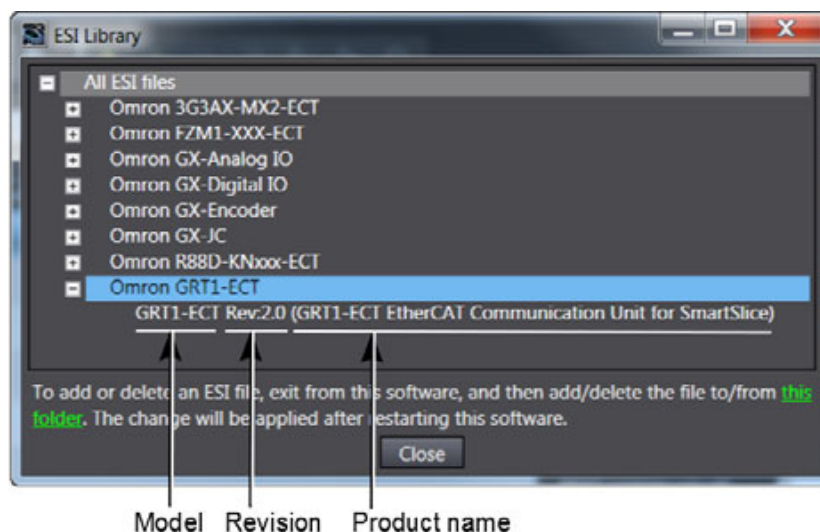 ESI Library
All ESI files
Omron 3G3AX-MX2-ECT
Omron FZM1-XXX-ECT
Omron GX-Analog IO
Omron GX-Digital IO
Omron GX-Encoder
Omron GX-JC
Omron R88D-KNxxx-ECT
Omron GRT1-ECT
GRT1-ECT Rev:2.0 (GRT1-ECT EtherCAT Communication Unit for SmartSlice)
To add or delete an ESI file, exit from this software, and then add/delete the file to/from this
folder. The change will be applied after restarting this software.
Close
Model Revision Product name